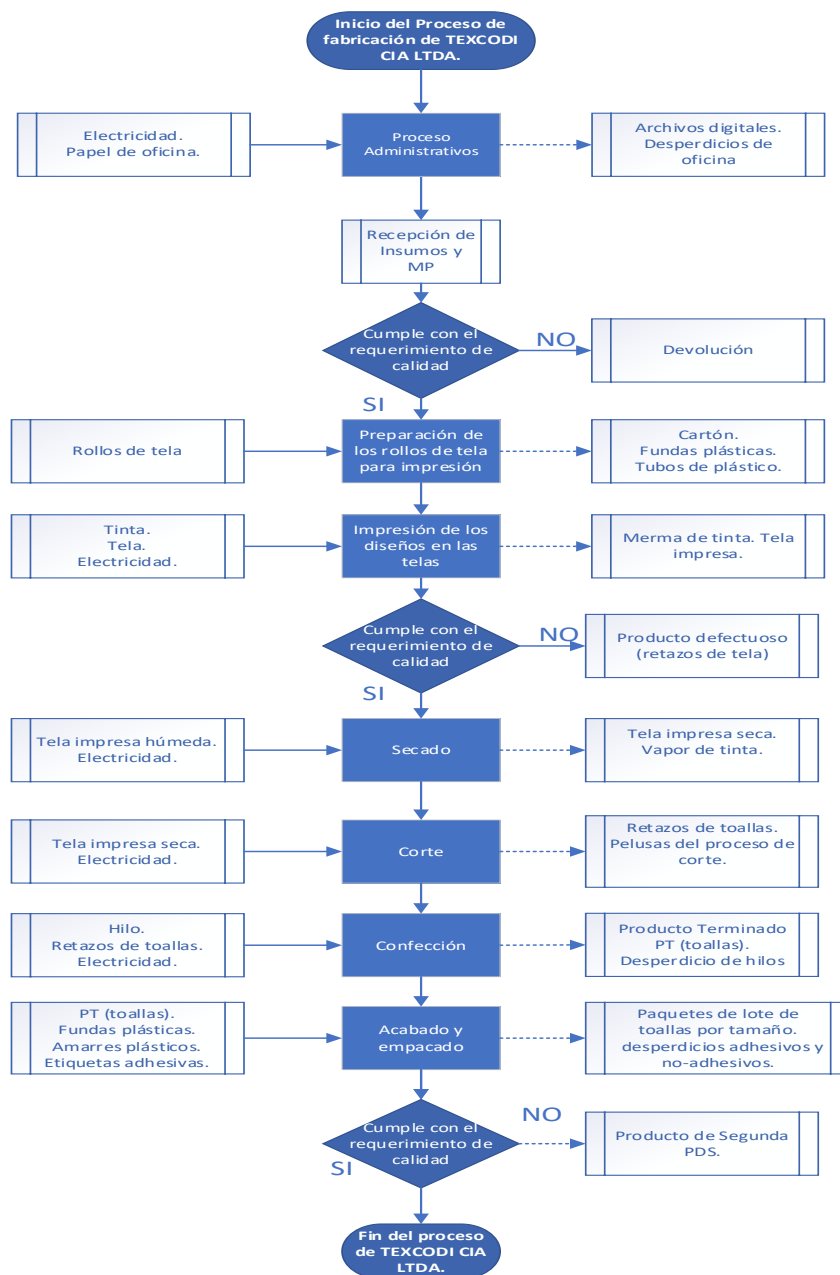 Inicio del Proceso de
fabricación de TEXCODI
CIA LTDA.
Electricidad.
Papel de oficina.
Proceso
Administrativos
Archivos digitales.
Desperdicios de
oficina
Recepción de
Insumos y
MP
Cumple con el
requerimiento de
calidad
NO
Devolución
SI
Rollos de tela
Preparación de
los rollos de tela
para impresión
Cartón.
Fundas plásticas.
Tubos de plástico.
Tinta.
Tela.
Electricidad.
Impresión de los
diseños en las
telas
Merma de tinta. Tela
impresa.
Cumple con el
requerimiento de
calidad
NO
Producto defectuoso
(retazos de tela)
SI
Tela impresa húmeda.
Electricidad.
Secado
Tela impresa seca.
Vapor de tinta.
Tela impresa seca.
Electricidad.
Corte
Retazos de toallas.
Pelusas del proceso de
corte.
Hilo.
Retazos de toallas.
Electricidad.
Confección
Producto Terminado
PT (toallas).
Desperdicio de hilos
PT (toallas).
Fundas plásticas.
Amarres plásticos.
Etiquetas adhesivas.
Acabado y
empacado
Paquetes de lote de
toallas por tamaño.
desperdicios adhesivos y
no-adhesivos.
Cumple con el
requerimiento de
calidad
NO
Producto de Segunda
PDS.
SI
Fin del proceso
de TEXCODI CIA
LTDA.